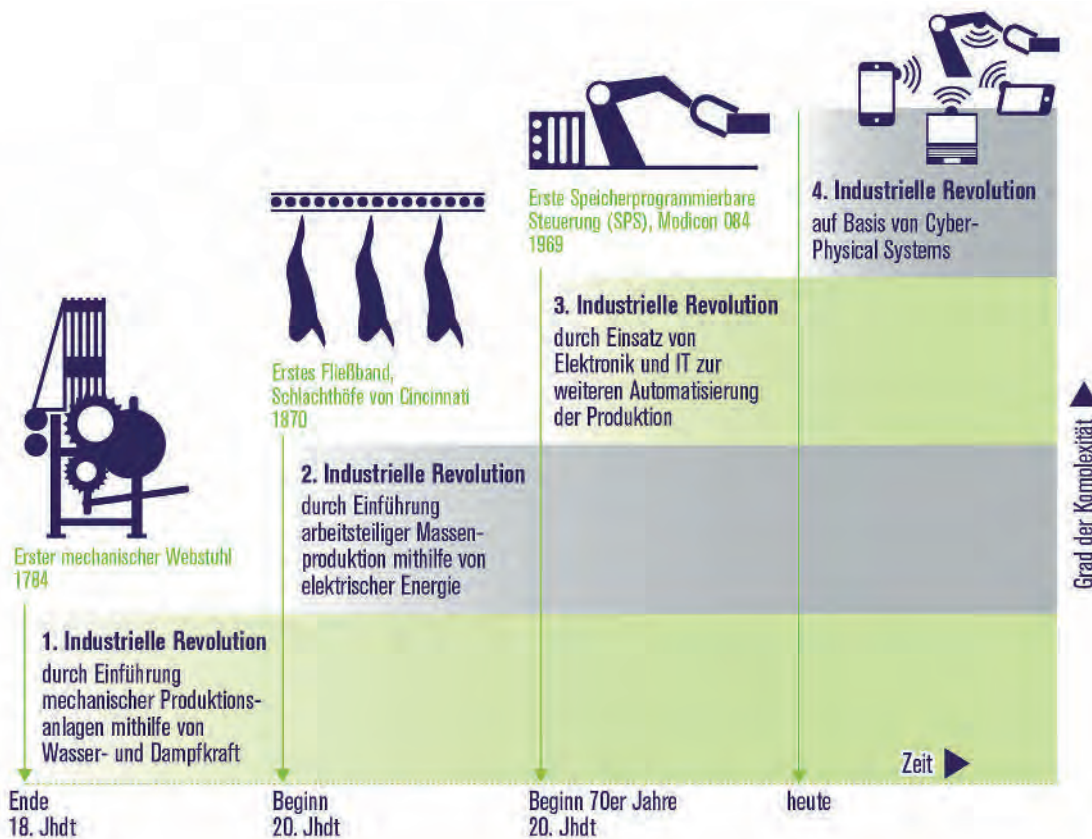 Erster mechanischer Webstuhl
1784
1. Industrielle Revolution
durch Einführung
mechanischer Produktions-
anlagen mithilfe von
Wasser- und Dampfkraft
Erstes Fließband,
Schlachthöfe von Cincinnati
1870
2. Industrielle Revolution
durch Einführung
arbeitsteiliger Massen-
produktion mithilfe von
elektrischer Energie
Erste Speicherprogrammierbare
Steuerung (SPS), Modicon 084
1969
3. Industrielle Revolution
durch Einsatz von
Elektronik und IT zur
weiteren Automatisierung
der Produktion
4. Industrielle Revolution
auf Basis von Cyber-
Physical Systems
Grad der Komplexität
Zeit
Ende
18. Jhdt
Beginn
20. Jhdt
Beginn 70er Jahre
20. Jhdt
heute